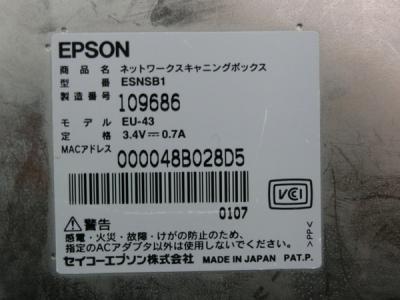 EPSON
商品名 ネットワークスキャニングボックス
型番 ESNSB1
製造番号 109686
モデル EU-43
定格 3.4V⎓0.7A
MACアドレス 000048B028D5
0107
VCCI
⚠警告
感電・火災・故障・けが防止のため、
指定のACアダプタ以外は使用しないでください。
セイコーエプソン株式会社 MADE IN JAPAN PAT.P.
>PP<